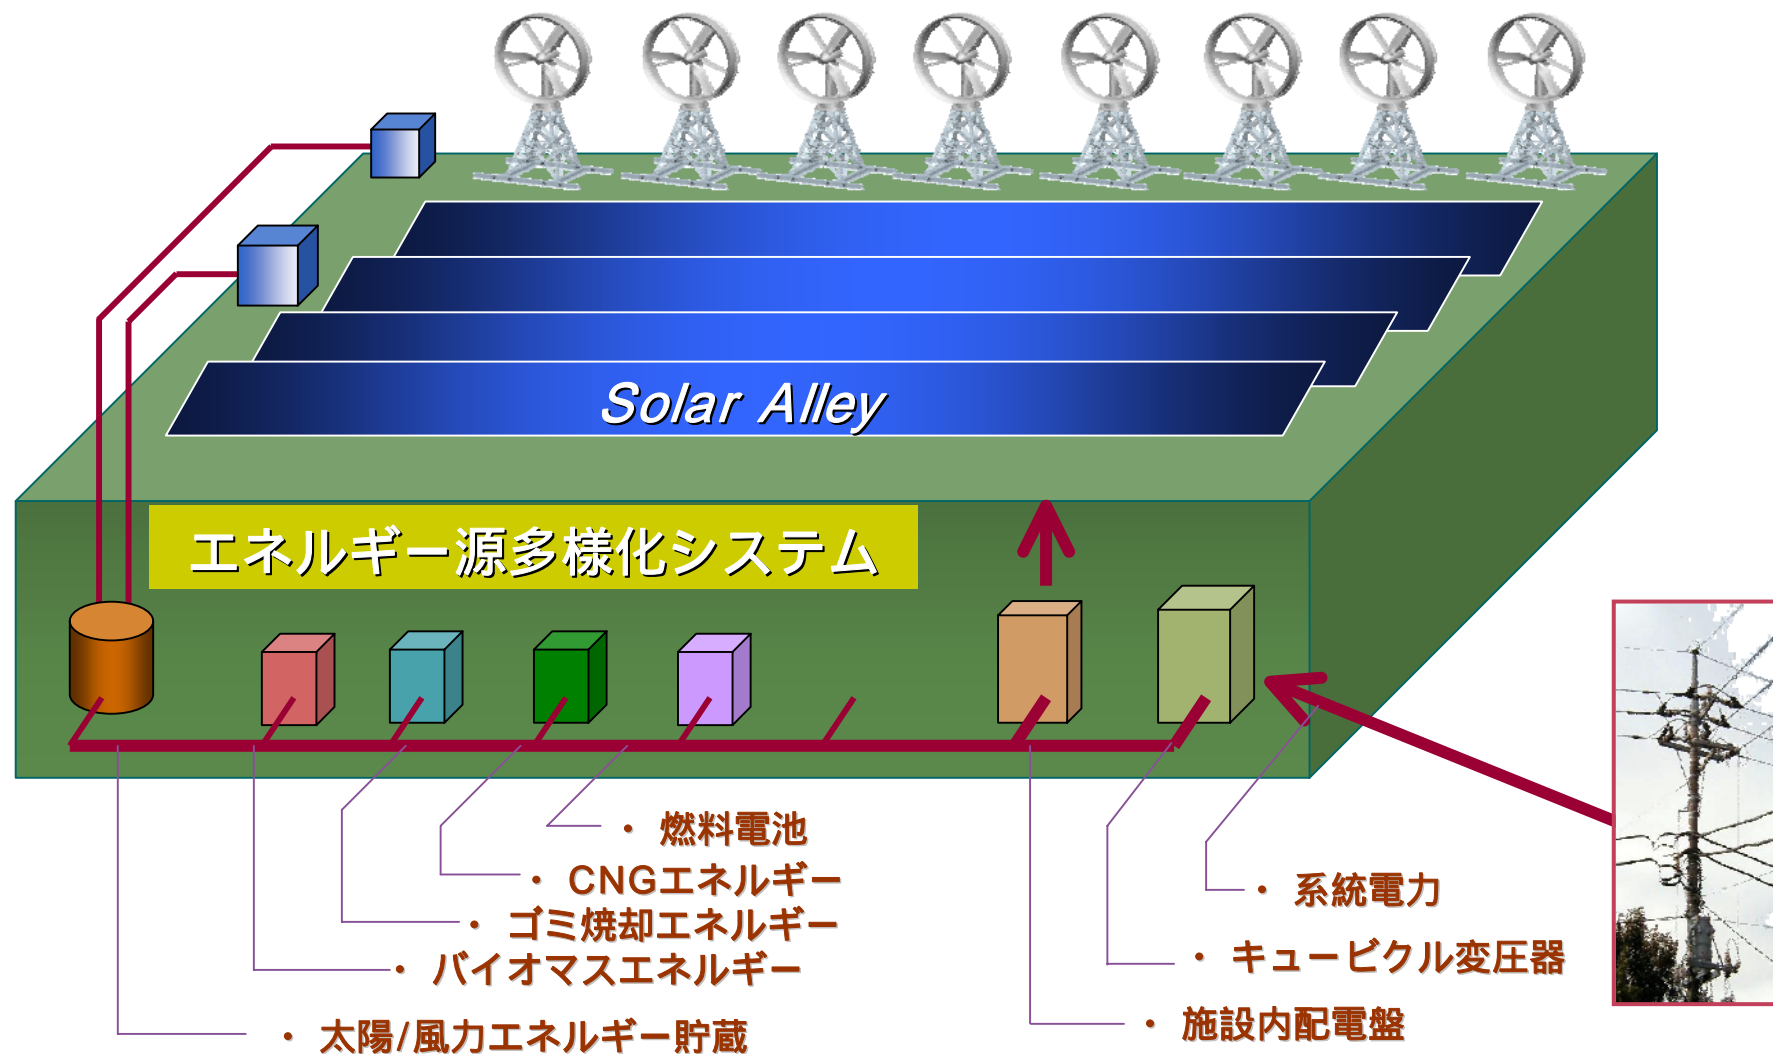 Solar Alley
エネルギー源多様化システム
・ 燃料電池
・ CNGエネルギー
・ ゴミ焼却エネルギー
・ バイオマスエネルギー
・ 太陽/風力エネルギー貯蔵
・ 系統電力
・ キュービクル変圧器
・ 施設内配電盤